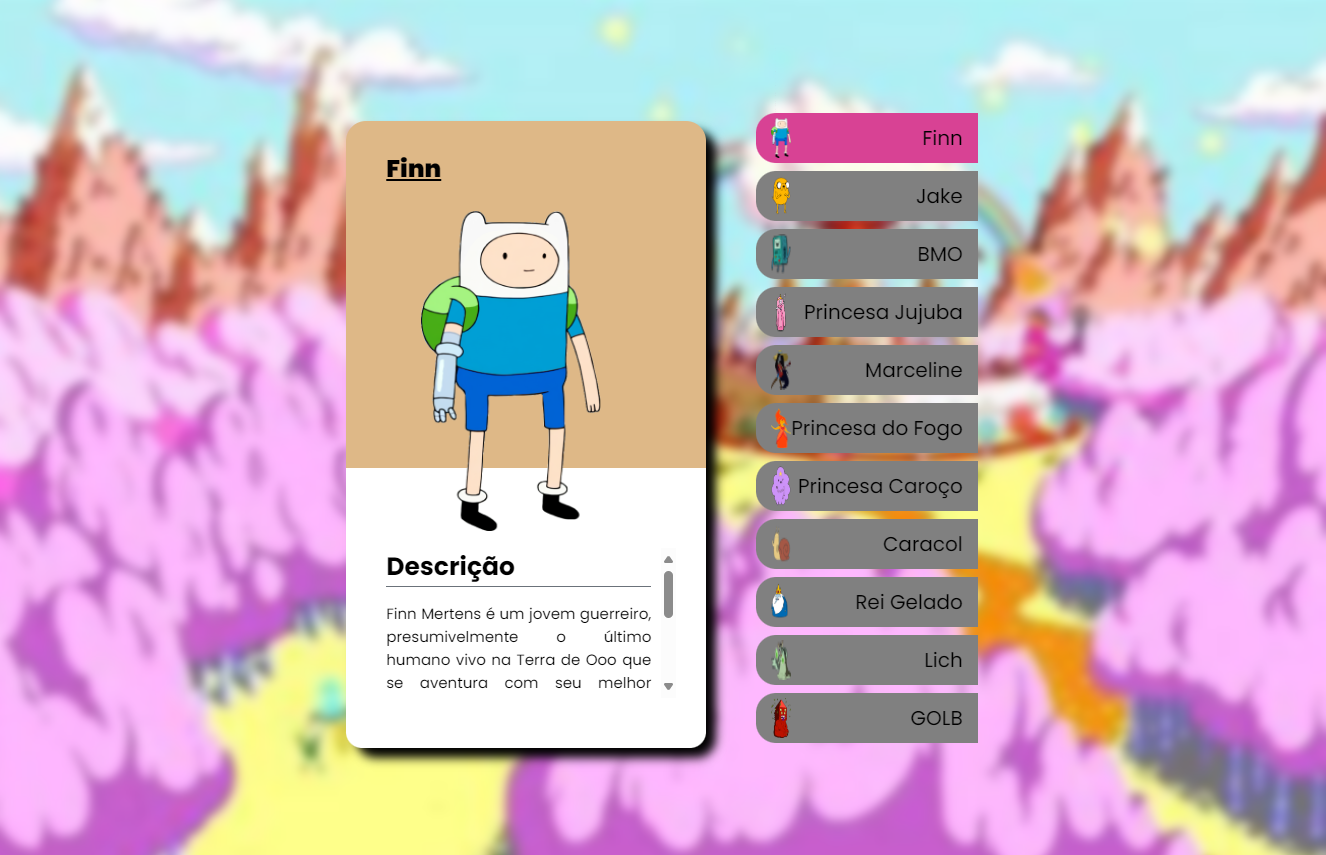 Finn
Descrição
Finn Mertens é um jovem guerreiro,
presumivelmente o último
humano vivo na Terra de Ooo que
se aventura com seu melhor
Finn
Jake
BMO
Princesa Jujuba
Marceline
Princesa do Fogo
Princesa Caroço
Caracol
Rei Gelado
Lich
GOLB